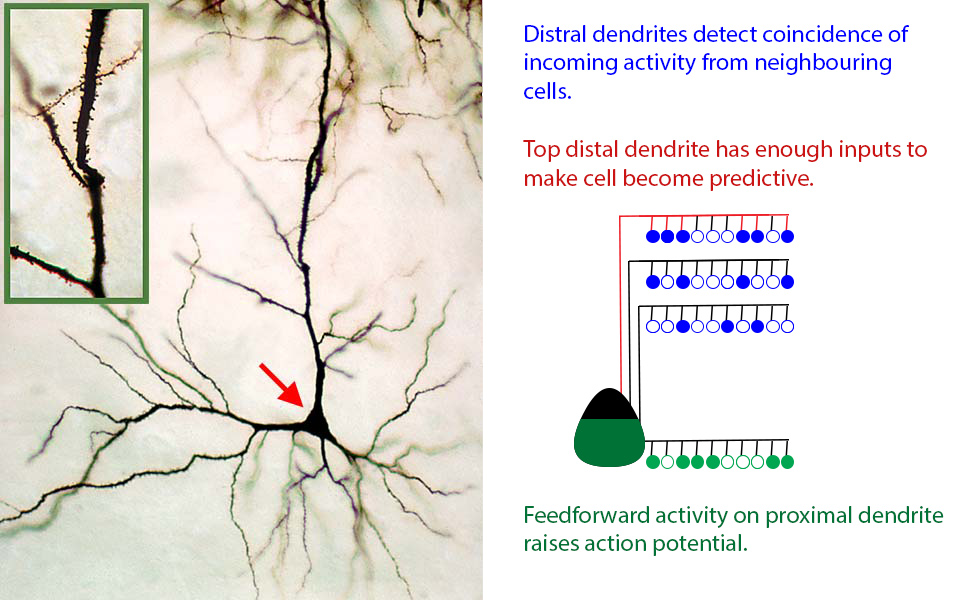 Distral dendrites detect coincidence of
incoming activity from neighbouring
cells.
Top distal dendrite has enough inputs to
make cell become predictive.
Feedforward activity on proximal dendrite
raises action potential.